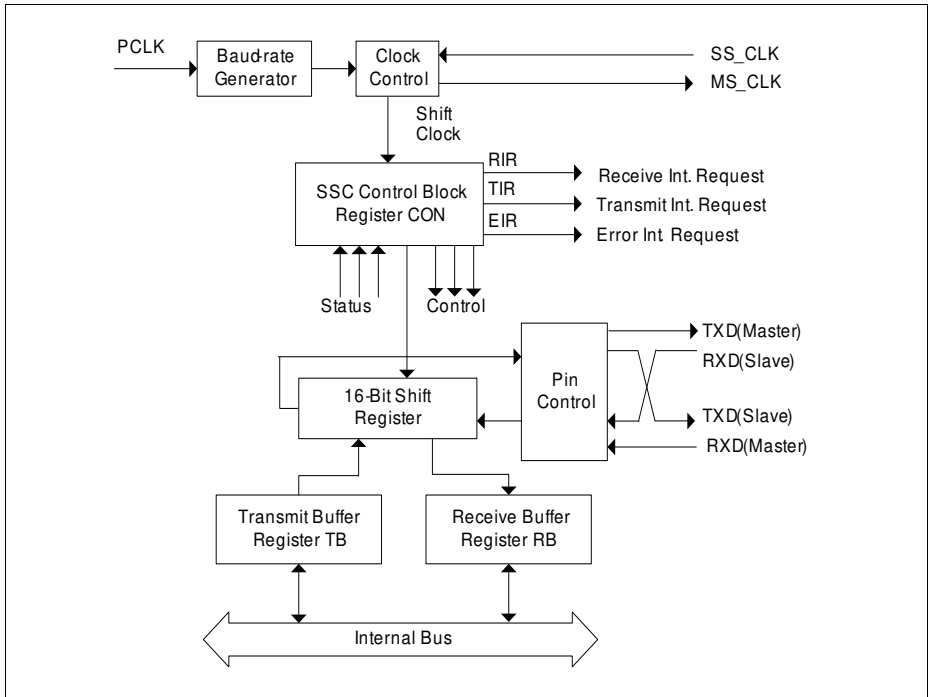 PCLK
Baud-rate
Generator
Clock
Control
SS_CLK
MS_CLK
Shift
Clock
SSC Control Block
Register CON
RIR
Receive Int. Request
TIR
Transmit Int. Request
EIR
Error Int. Request
Status
Control
Pin
Control
TXD(Master)
RXD(Slave)
TXD(Slave)
RXD(Master)
16-Bit Shift
Register
Transmit Buffer
Register TB
Receive Buffer
Register RB
Internal Bus